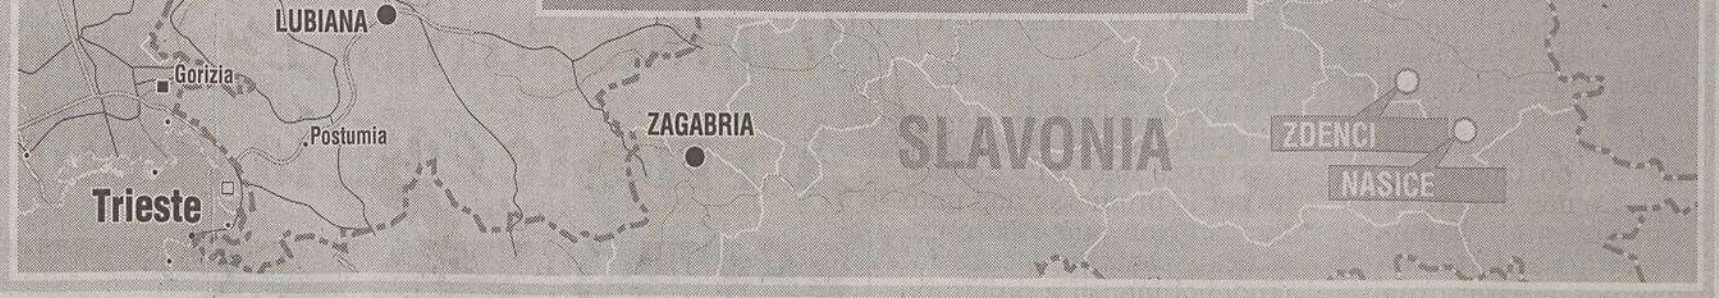 LUBIANA
Gorizia
ZAGABRIA
Postumia
SLAVONIA
ZDENCI
NASICE
Trieste